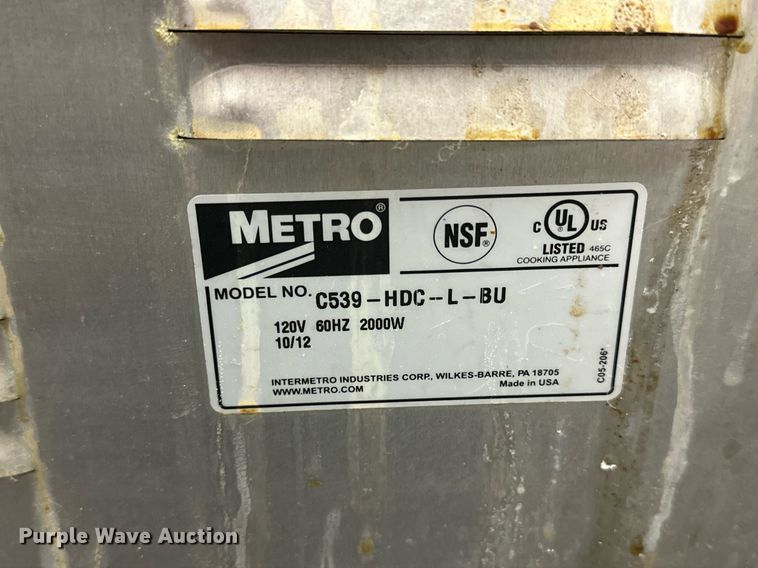 METRO®
NSF®
C UL US
LISTED 465C
COOKING APPLIANCE
MODEL NO. C539-HDC--L-BU
120V 60HZ 2000W
10/12
INTERMETRO INDUSTRIES CORP., WILKES-BARRE, PA 18705
WWW.METRO.COM Made in USA
C05-206*
Purple Wave Auction